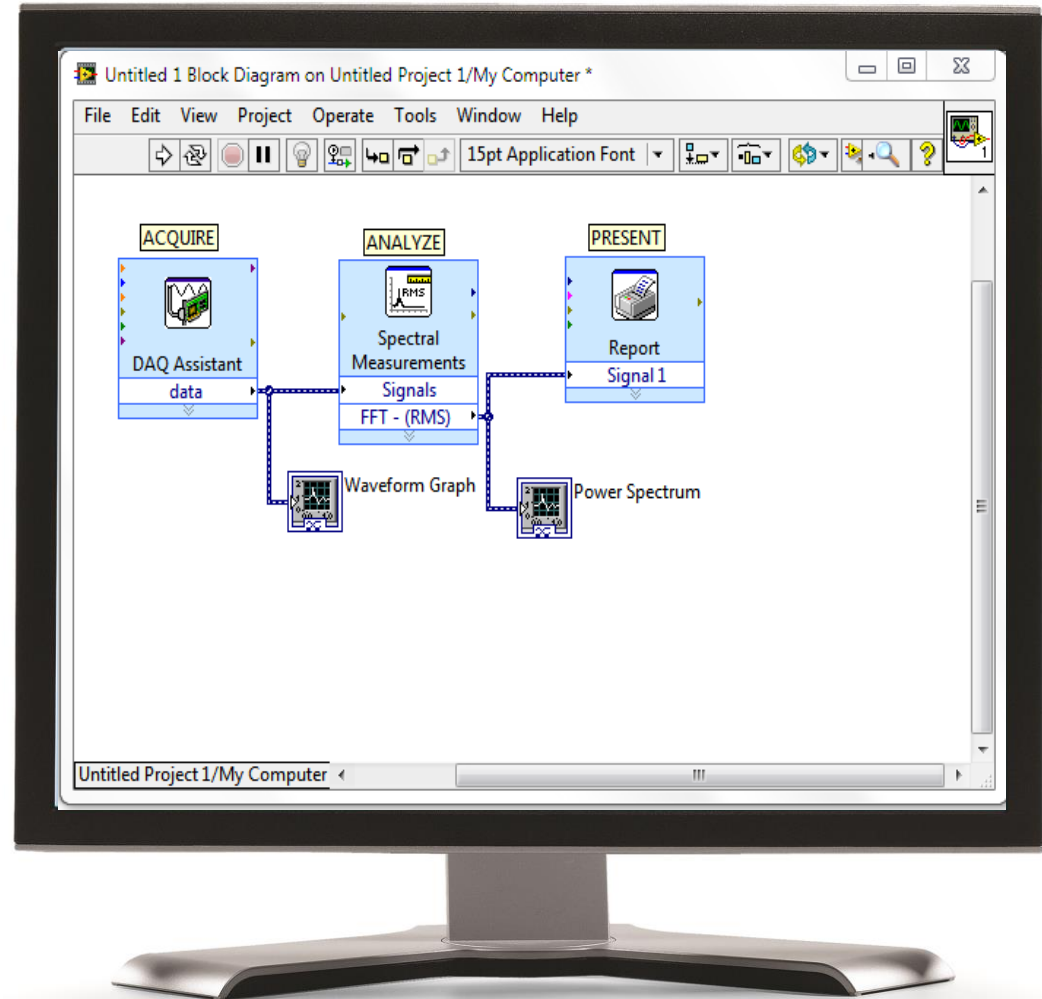 Untitled 1 Block Diagram on Untitled Project 1/My Computer *
File Edit View Project Operate Tools Window Help
15pt Application Font
1
ACQUIRE
ANALYZE
PRESENT
RMS
DAQ Assistant
data
Spectral
Measurements
Signals
FFT - (RMS)
Report
Signal 1
Waveform Graph
Power Spectrum
Untitled Project 1/My Computer